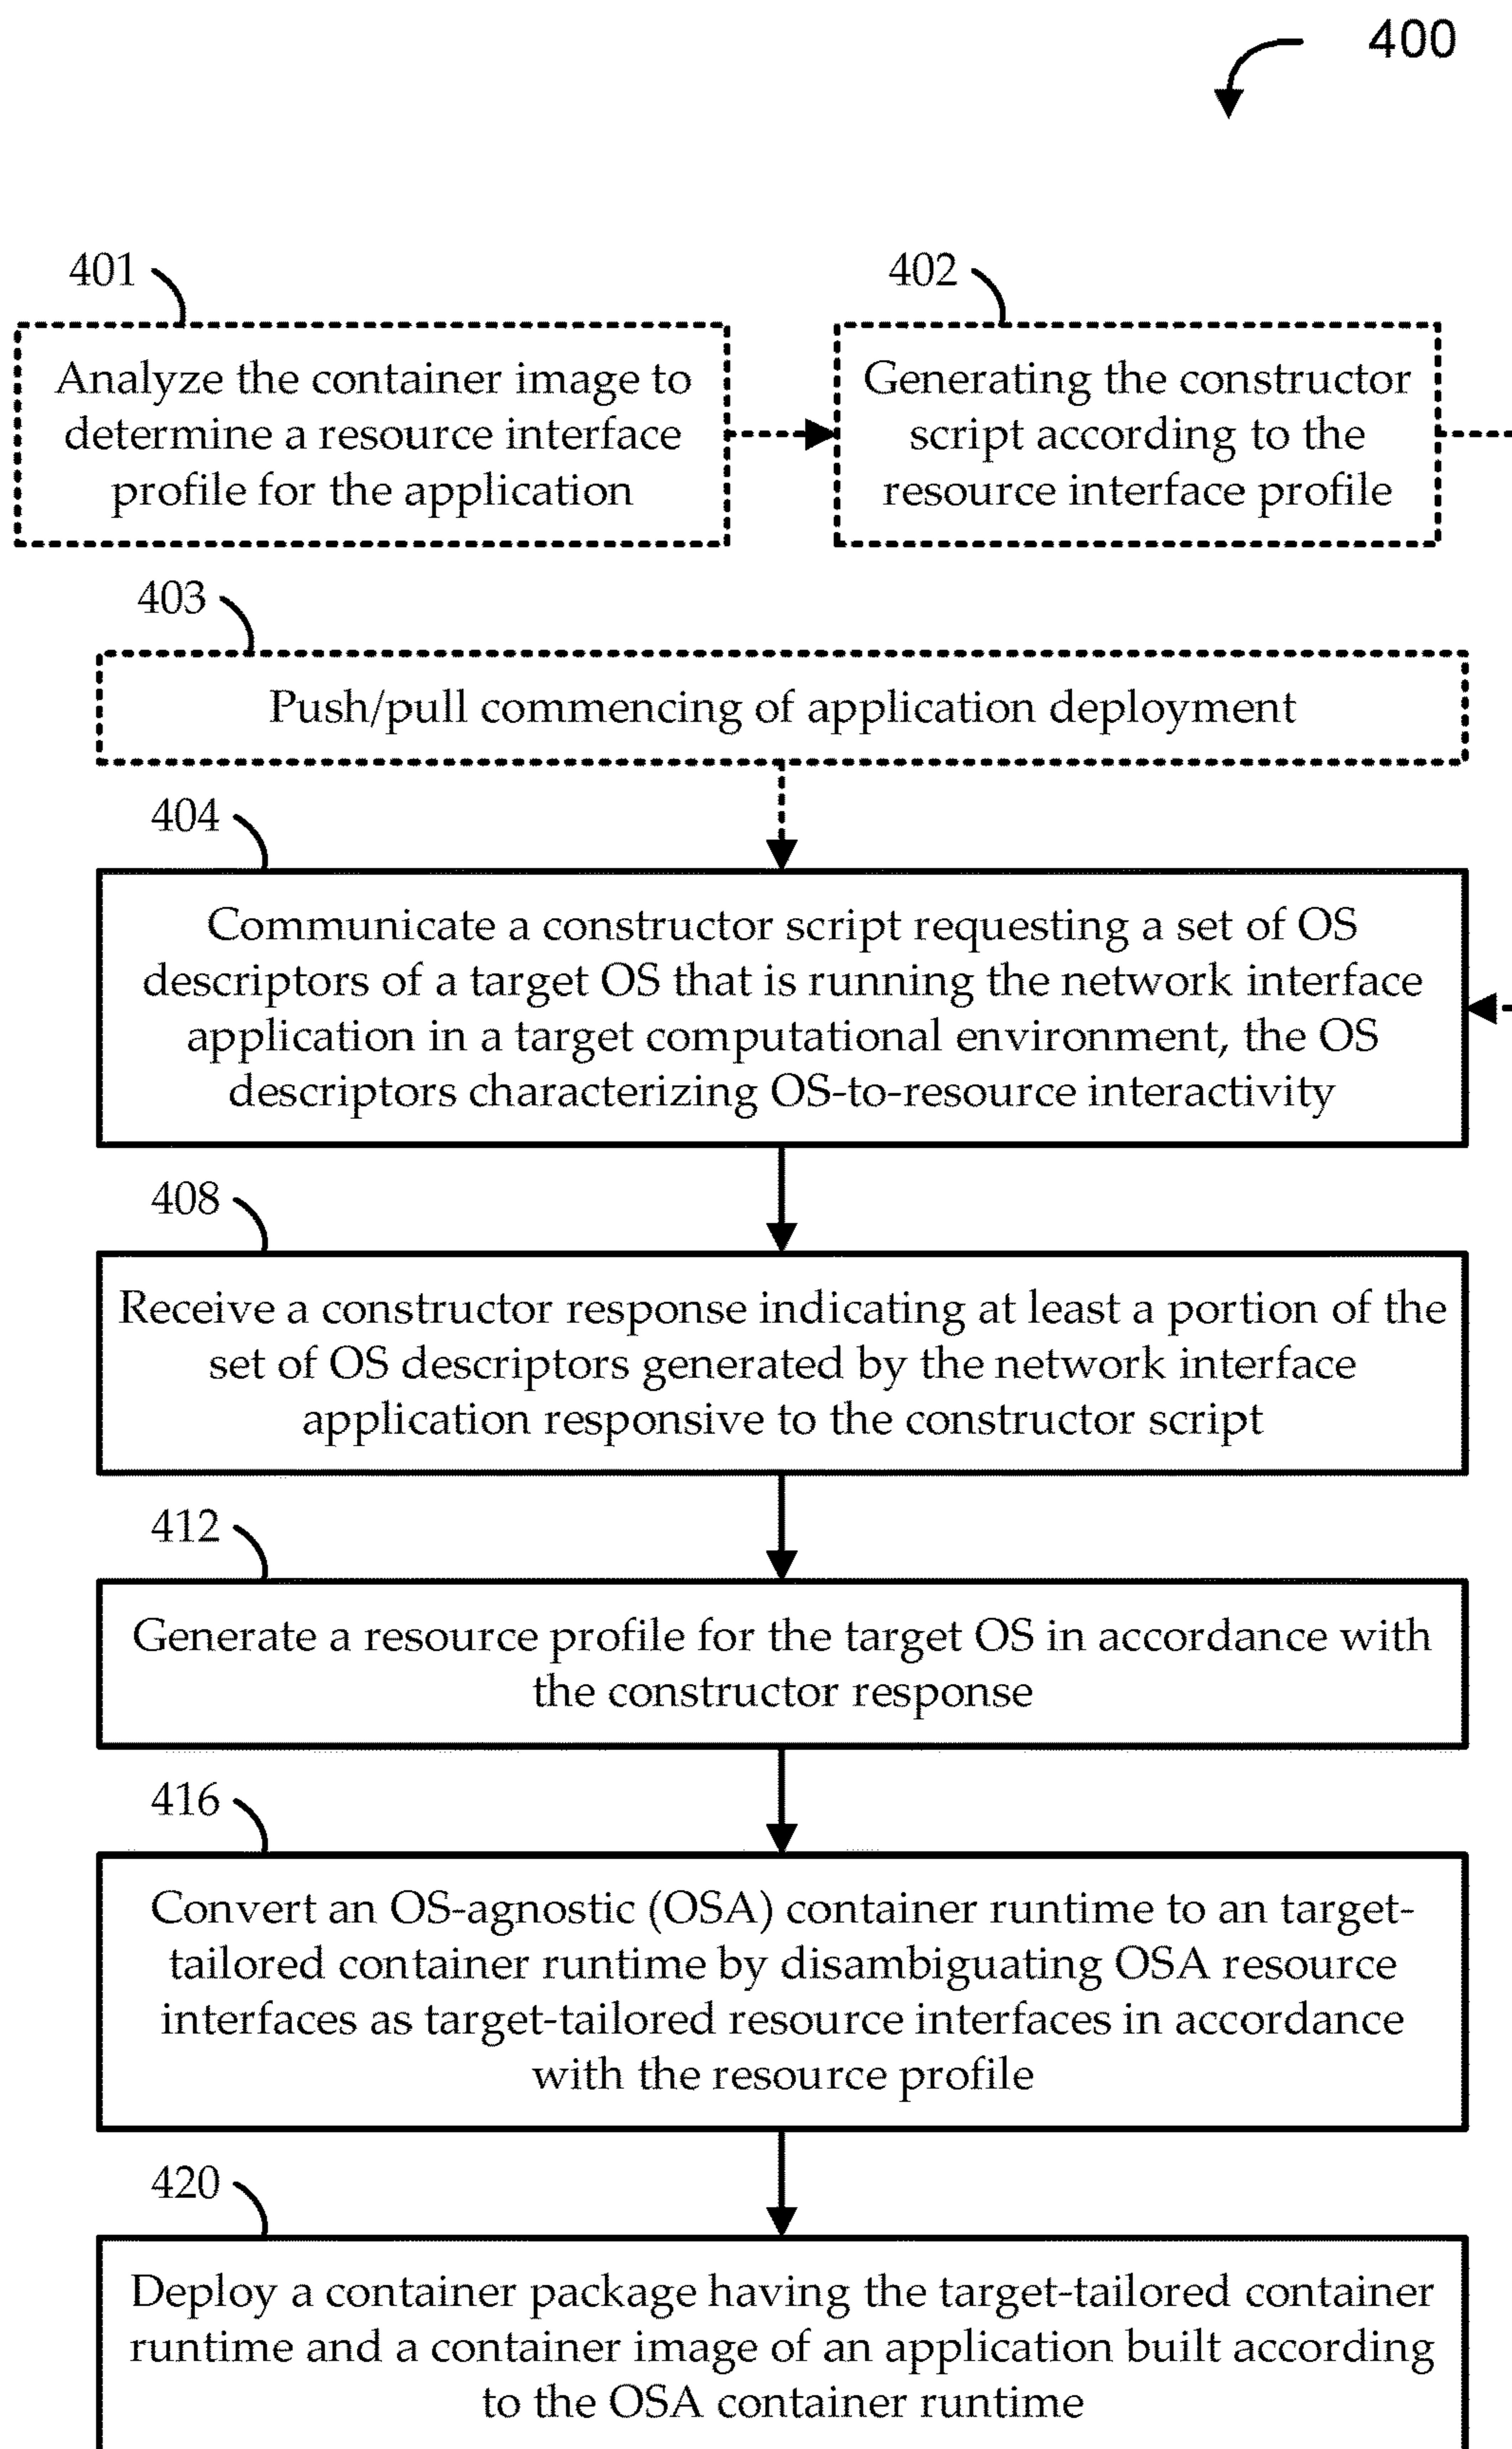 400
401
Analyze the container image to
determine a resource interface
profile for the application
402
Generating the constructor
script according to the
resource interface profile
403
Push/pull commencing of application deployment
404
Communicate a constructor script requesting a set of OS
descriptors of a target OS that is running the network interface
application in a target computational environment, the OS
descriptors characterizing OS-to-resource interactivity
408
Receive a constructor response indicating at least a portion of the
set of OS descriptors generated by the network interface
application responsive to the constructor script
412
Generate a resource profile for the target OS in accordance with
the constructor response
416
Convert an OS-agnostic (OSA) container runtime to an target-
tailored container runtime by disambiguating OSA resource
interfaces as target-tailored resource interfaces in accordance
with the resource profile
420
Deploy a container package having the target-tailored container
runtime and a container image of an application built according
to the OSA container runtime